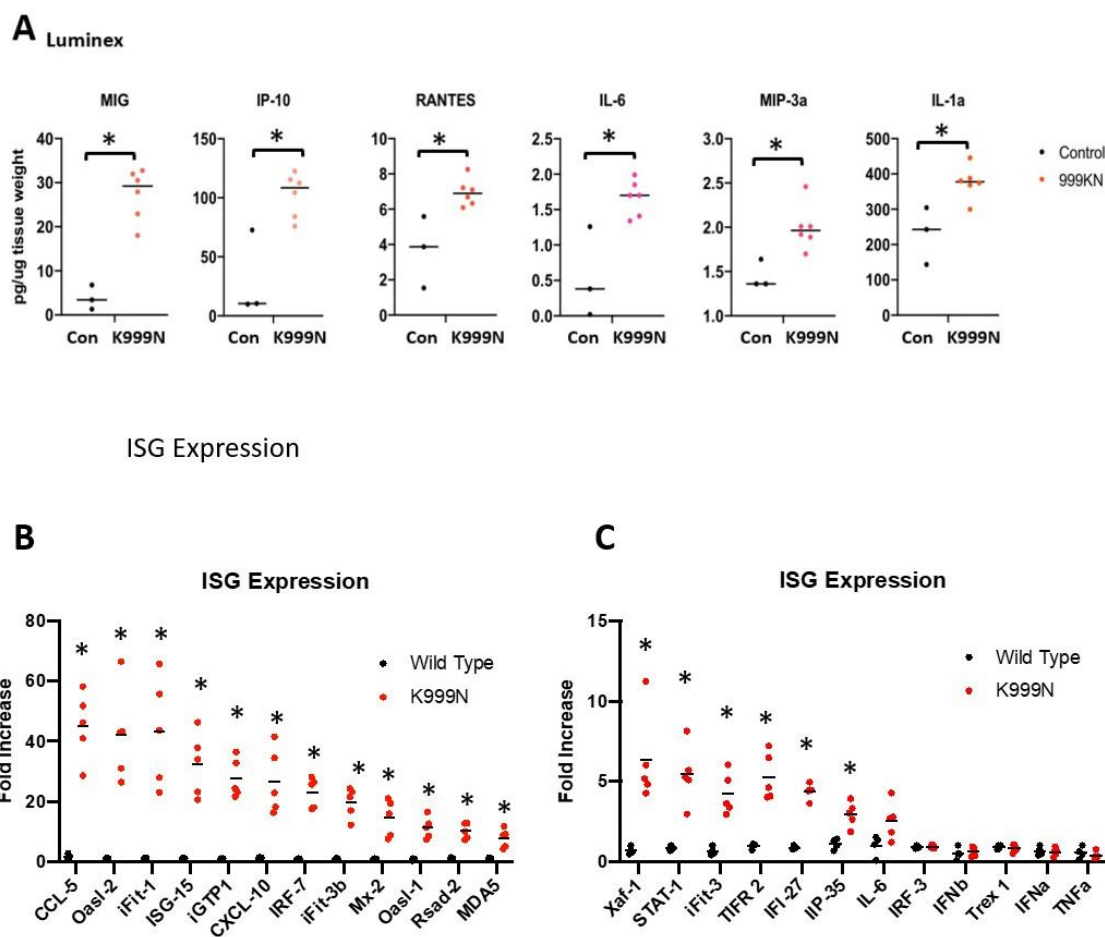 A Luminex
MIG IP-10 RANTES IL-6 MIP-3a IL-1a
pg/ug tissue weight
40
30
20
10
0
*
Con K999N
150
100
50
0
*
Con K999N
10
8
6
4
2
0
*
Con K999N
2.5
2.0
1.5
1.0
0.5
0.0
*
Con K999N
3.0
2.5
2.0
1.5
1.0
*
Con K999N
500
400
300
200
100
0
*
Con K999N
Control
999KN
ISG Expression
B
ISG Expression
Fold Increase
80
60
40
20
0
* * * * * * * * * * * *
Wild Type
K999N
CCL-5 Oasl-2 iFit-1 ISG-15 iGTP1 CXCL-10 IRF-7 iFit-3b Mx-2 Oasl-1 Rsad-2 MDA5
C
ISG Expression
Fold Increase
15
10
5
0
* * * * * *
Wild Type
K999N
Xaf-1 STAT-1 iFit-3 TIFR 2 IFI-27 IIP-35 IL-6 IRF-3 IFNb Trex 1 IFNa TNFa